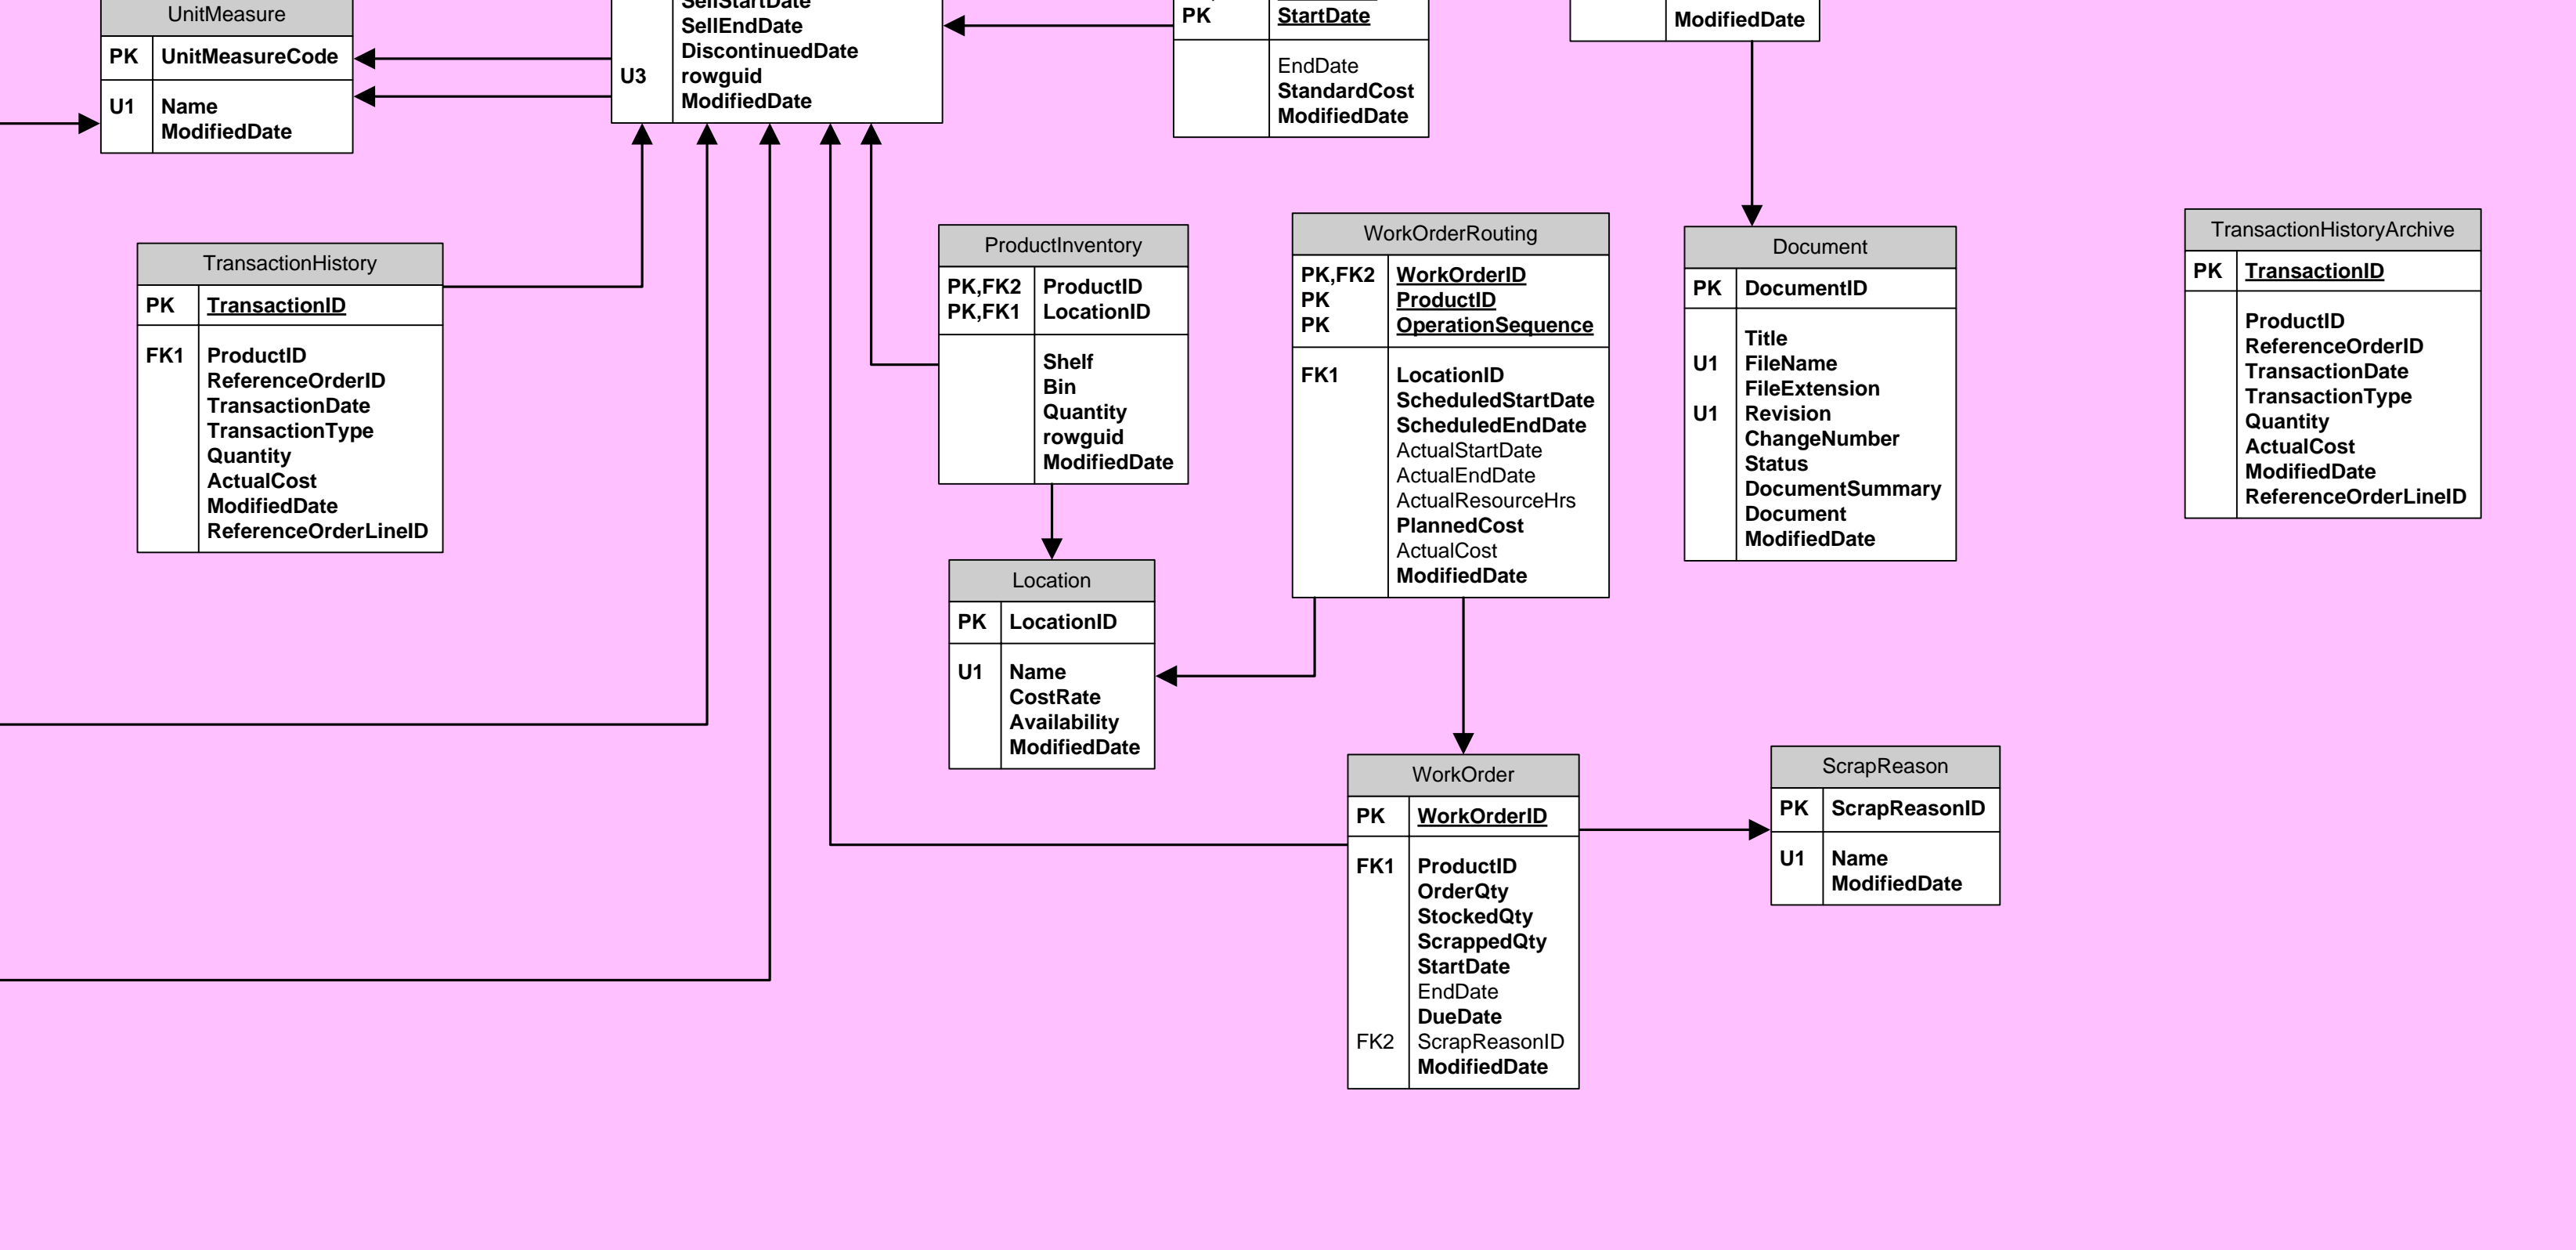 UnitMeasure
PK UnitMeasureCode
U1 Name
ModifiedDate
SellStartDate
SellEndDate
DiscontinuedDate
U3 rowguid
ModifiedDate
PK StartDate
EndDate
StandardCost
ModifiedDate
ModifiedDate
TransactionHistory
PK TransactionID
FK1 ProductID
ReferenceOrderID
TransactionDate
TransactionType
Quantity
ActualCost
ModifiedDate
ReferenceOrderLineID
ProductInventory
PK,FK2 ProductID
PK,FK1 LocationID
Shelf
Bin
Quantity
rowguid
ModifiedDate
Location
PK LocationID
U1 Name
CostRate
Availability
ModifiedDate
WorkOrderRouting
PK,FK2 WorkOrderID
PK ProductID
PK OperationSequence
FK1 LocationID
ScheduledStartDate
ScheduledEndDate
ActualStartDate
ActualEndDate
ActualResourceHrs
PlannedCost
ActualCost
ModifiedDate
WorkOrder
PK WorkOrderID
FK1 ProductID
OrderQty
StockedQty
ScrappedQty
StartDate
EndDate
DueDate
FK2 ScrapReasonID
ModifiedDate
Document
PK DocumentID
Title
U1 FileName
FileExtension
U1 Revision
ChangeNumber
Status
DocumentSummary
Document
ModifiedDate
ScrapReason
PK ScrapReasonID
U1 Name
ModifiedDate
TransactionHistoryArchive
PK TransactionID
ProductID
ReferenceOrderID
TransactionDate
TransactionType
Quantity
ActualCost
ModifiedDate
ReferenceOrderLineID